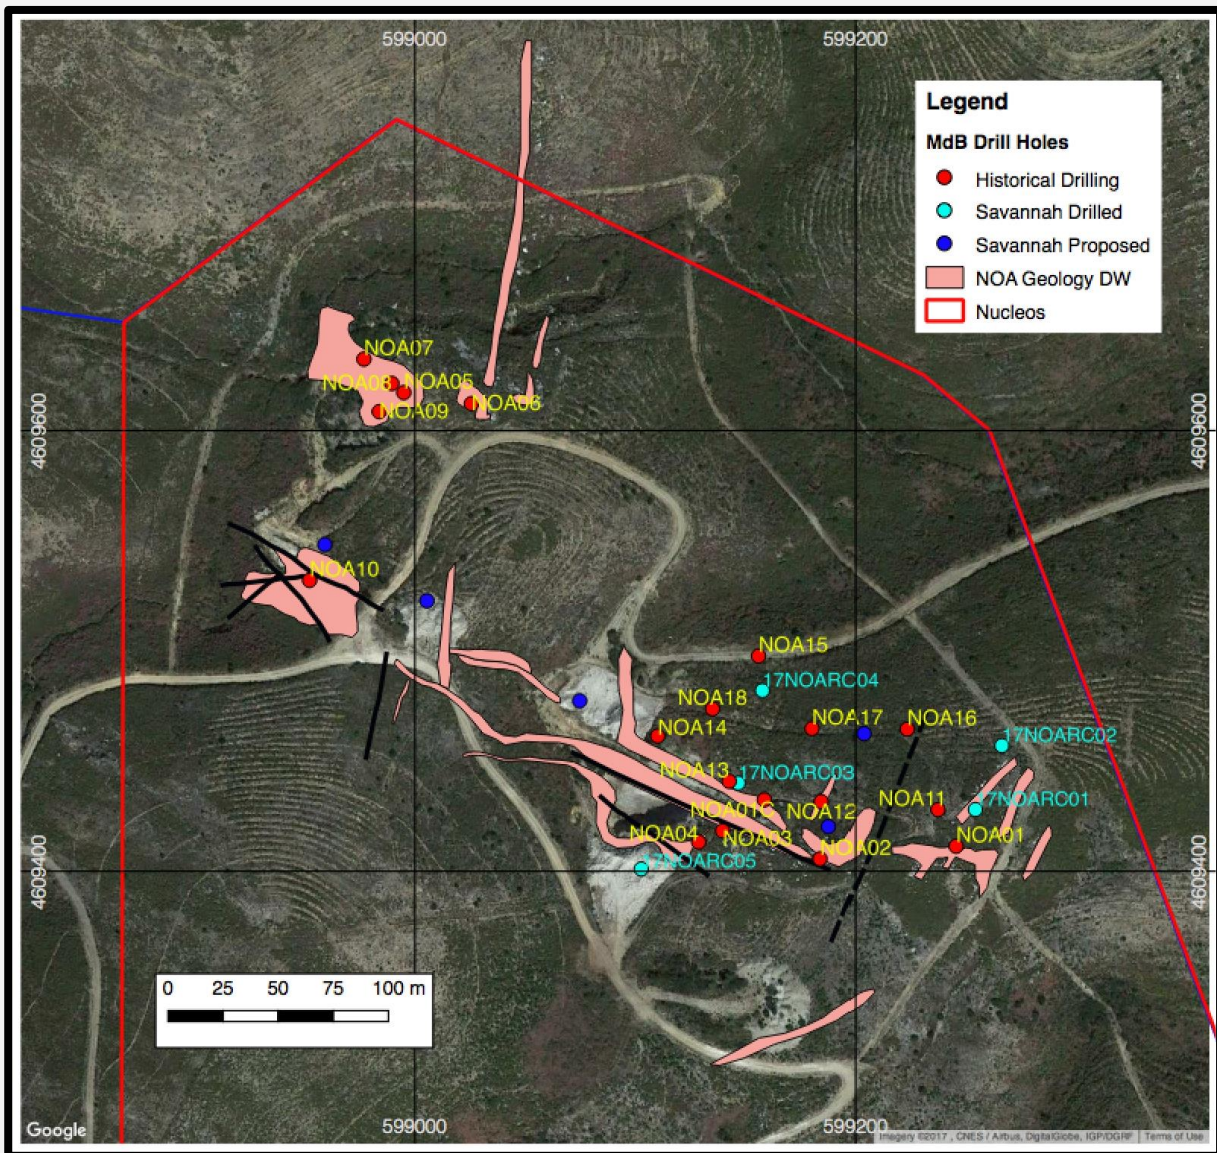 599000
599200
Legend
MdB Drill Holes
Historical Drilling
Savannah Drilled
Savannah Proposed
NOA Geology DW
Nucleos
NOA07
NOA08
NOA05
NOA09
NOA06
4609600
4609600
NOA10
NOA15
17NOARC04
NOA18
NOA14
NOA17
NOA16
17NOARC02
NOA13
17NOARC03
NOA01C
NOA12
NOA11
17NOARC01
NOA04
NOA03
NOA02
NOA01
17NOARC05
4609400
4609400
0 25 50 75 100 m
Google
599000
599200
Imagery ©2017 , CNES / Airbus, DigitalGlobe, IGP/DGRF | Terms of Use